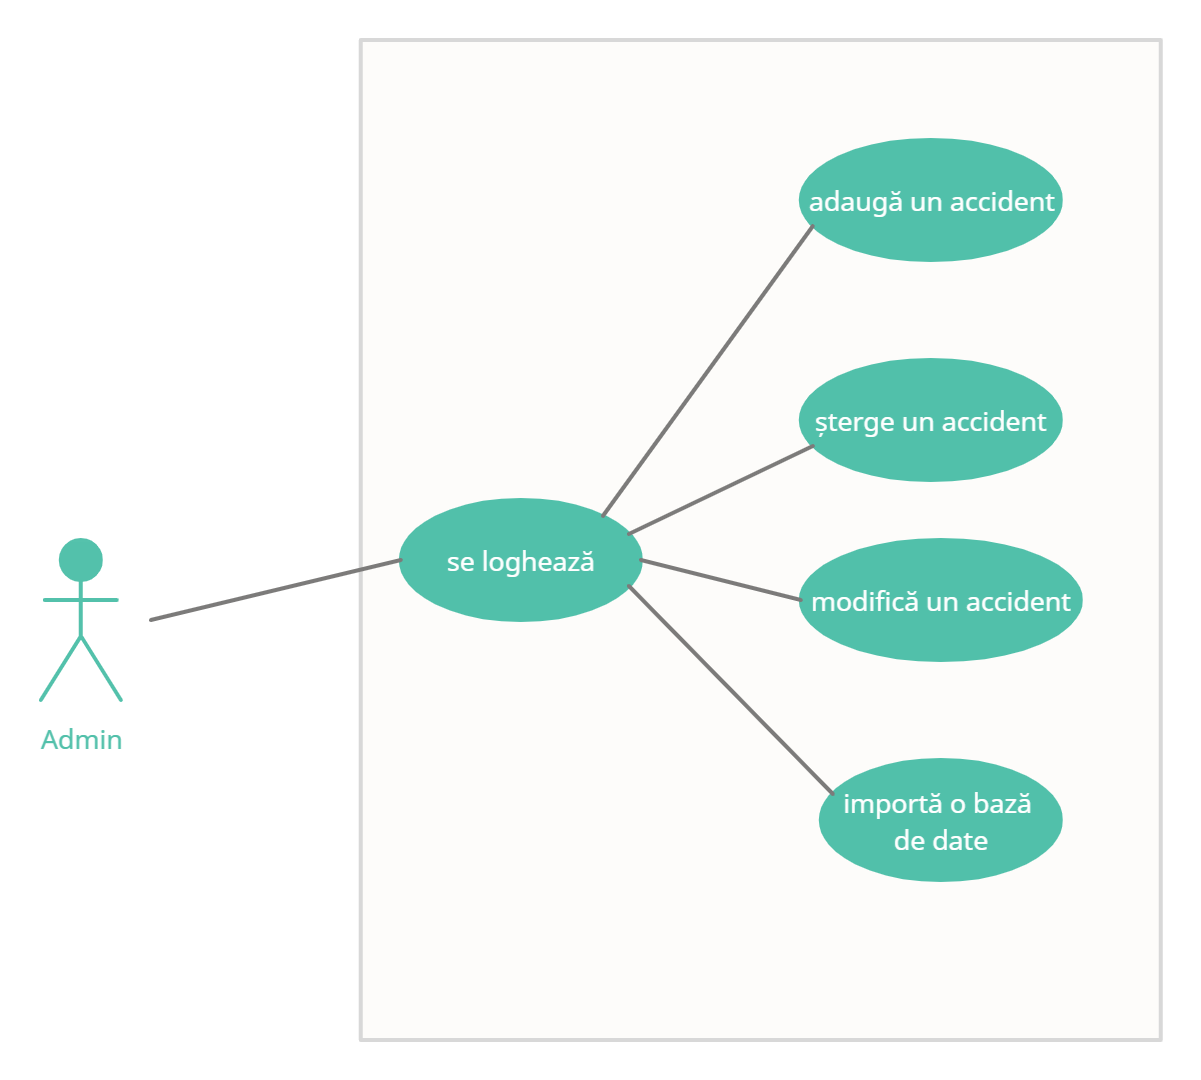 adaugă un accident
șterge un accident
se loghează
modifică un accident
Admin
importă o bază
de date